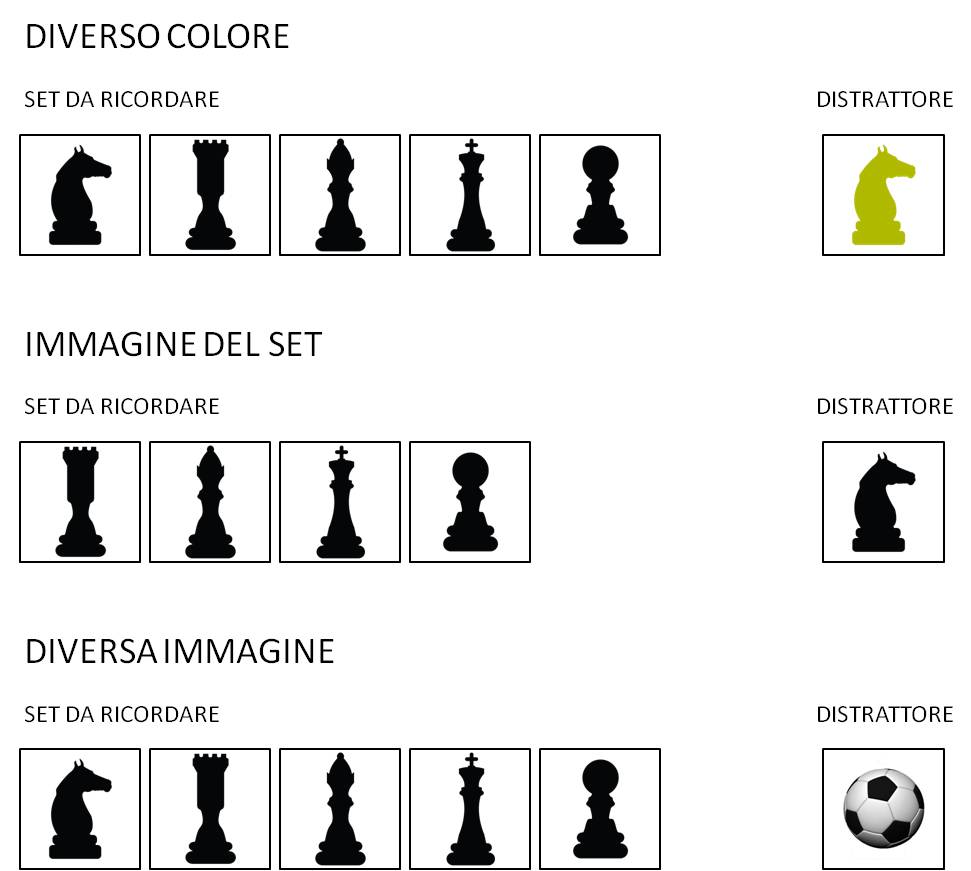 DIVERSO COLORE
SET DA RICORDARE
DISTRATTORE
IMMAGINE DEL SET
SET DA RICORDARE
DISTRATTORE
DIVERSA IMMAGINE
SET DA RICORDARE
DISTRATTORE